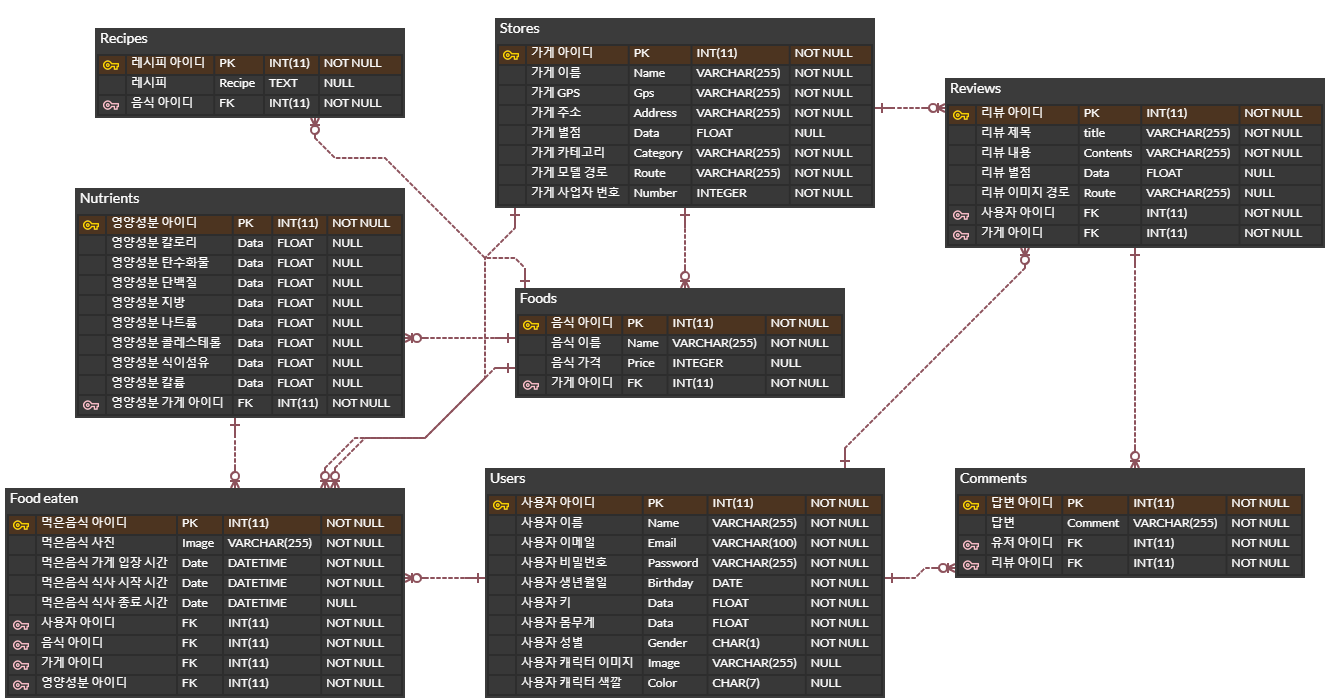 Recipes
레시피 아이디 PK INT(11) NOT NULL
레시피 Recipe TEXT NULL
음식 아이디 FK INT(11) NOT NULL
Stores
가게 아이디 PK INT(11) NOT NULL
가게 이름 Name VARCHAR(255) NOT NULL
가게 GPS Gps VARCHAR(255) NOT NULL
가게 주소 Address VARCHAR(255) NOT NULL
가게 별점 Data FLOAT NULL
가게 카테고리 Category VARCHAR(255) NOT NULL
가게 모델 경로 Route VARCHAR(255) NOT NULL
가게 사업자 번호 Number INTEGER NOT NULL
Reviews
리뷰 아이디 PK INT(11) NOT NULL
리뷰 제목 title VARCHAR(255) NOT NULL
리뷰 내용 Contents VARCHAR(255) NOT NULL
리뷰 별점 Data FLOAT NULL
리뷰 이미지 경로 Route VARCHAR(255) NULL
사용자 아이디 FK INT(11) NOT NULL
가게 아이디 FK INT(11) NOT NULL
Nutrients
영양성분 아이디 PK INT(11) NOT NULL
영양성분 칼로리 Data FLOAT NULL
영양성분 탄수화물 Data FLOAT NULL
영양성분 단백질 Data FLOAT NULL
영양성분 지방 Data FLOAT NULL
영양성분 나트륨 Data FLOAT NULL
영양성분 콜레스테롤 Data FLOAT NULL
영양성분 식이섬유 Data FLOAT NULL
영양성분 칼륨 Data FLOAT NULL
영양성분 가게 아이디 FK INT(11) NOT NULL
Foods
음식 아이디 PK INT(11) NOT NULL
음식 이름 Name VARCHAR(255) NOT NULL
음식 가격 Price INTEGER NULL
가게 아이디 FK INT(11) NOT NULL
Food eaten
먹은음식 아이디 PK INT(11) NOT NULL
먹은음식 사진 Image VARCHAR(255) NOT NULL
먹은음식 가게 입장 시간 Date DATETIME NOT NULL
먹은음식 식사 시작 시간 Date DATETIME NOT NULL
먹은음식 식사 종료 시간 Date DATETIME NULL
사용자 아이디 FK INT(11) NOT NULL
음식 아이디 FK INT(11) NOT NULL
가게 아이디 FK INT(11) NOT NULL
영양성분 아이디 FK INT(11) NOT NULL
Users
사용자 아이디 PK INT(11) NOT NULL
사용자 이름 Name VARCHAR(255) NOT NULL
사용자 이메일 Email VARCHAR(100) NOT NULL
사용자 비밀번호 Password VARCHAR(255) NOT NULL
사용자 생년월일 Birthday DATE NOT NULL
사용자 키 Data FLOAT NOT NULL
사용자 몸무게 Data FLOAT NOT NULL
사용자 성별 Gender CHAR(1) NOT NULL
사용자 캐릭터 이미지 Image VARCHAR(255) NULL
사용자 캐릭터 색깔 Color CHAR(7) NULL
Comments
답변 아이디 PK INT(11) NOT NULL
답변 Comment VARCHAR(255) NOT NULL
유저 아이디 FK INT(11) NOT NULL
리뷰 아이디 FK INT(11) NOT NULL